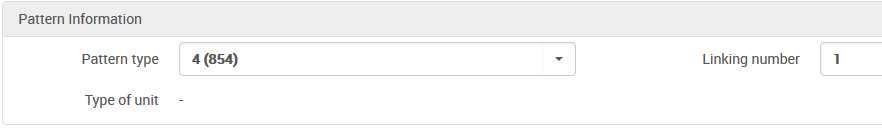 Pattern Information
Pattern type 4 (854) Linking number 1
Type of unit -